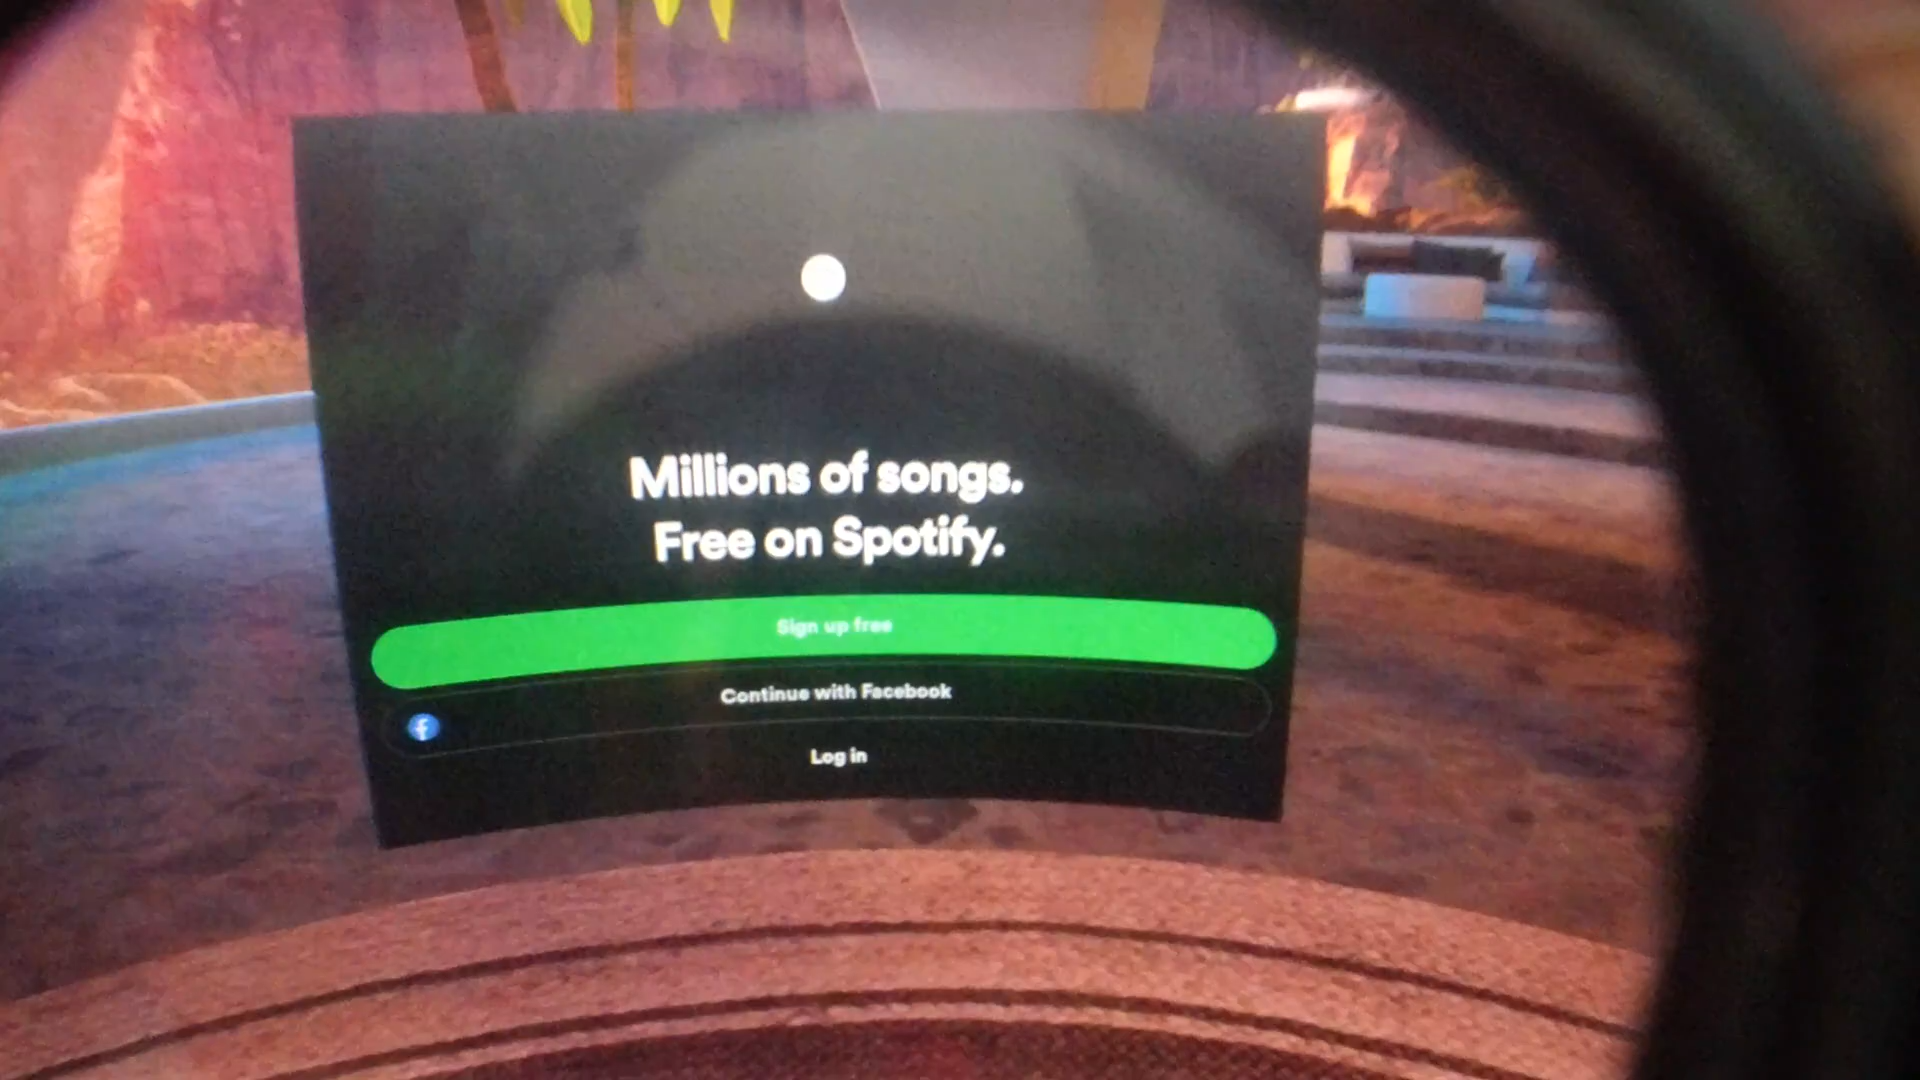 Millions of songs.
Free on Spotify.
Sign up free
Continue with Facebook
Log in